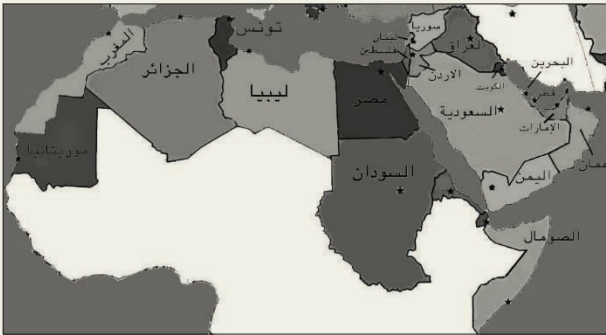 المغرب
الجزائر
تونس
ليبيا
مصر
موريتانيا
السودان
سوريا
لبنان
فلسطين
العراق
الاردن
الكويت
البحرين
قطر
السعودية
الإمارات
عمان
اليمن
الصومال